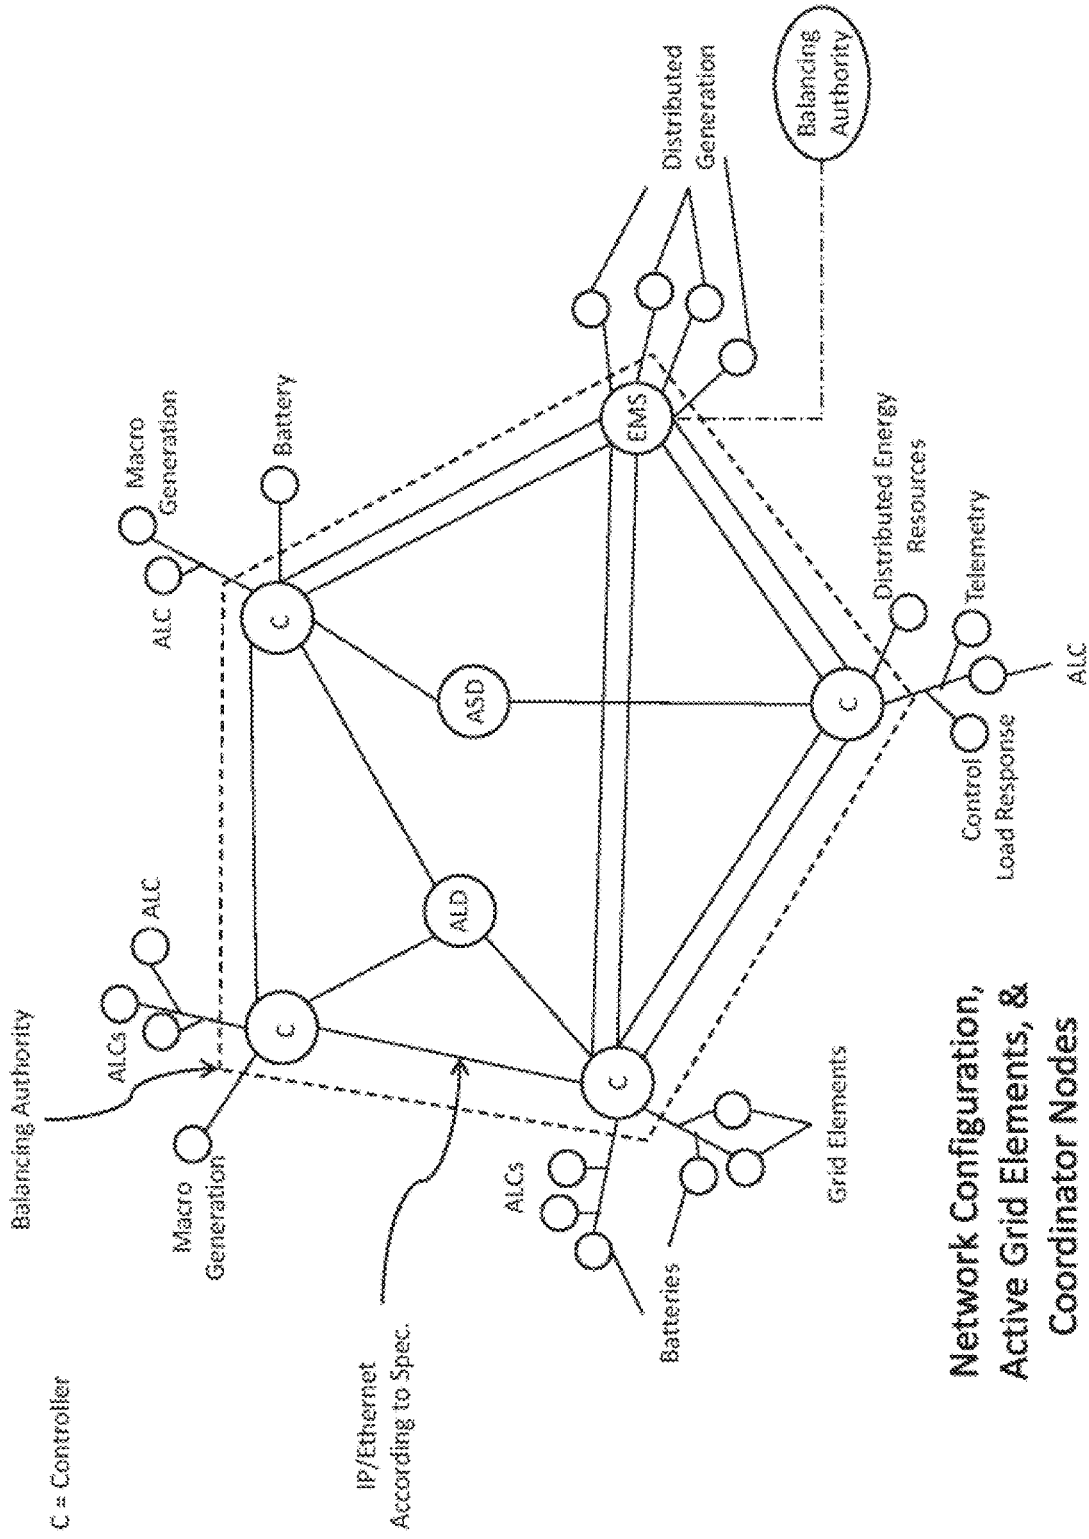 C = Controller
Balancing Authority
IP/Ethernet
According to Spec.
Macro
Generation
ALCs
ALC
C
ALC
Macro
Generation
C
Battery
ALD
ASD
ALCs
Batteries
C
Grid Elements
EMS
Distributed
Generation
Balancing
Authority
C
Distributed Energy
Resources
Telemetry
Control
Load Response
ALC
Network Configuration,
Active Grid Elements, &
Coordinator Nodes